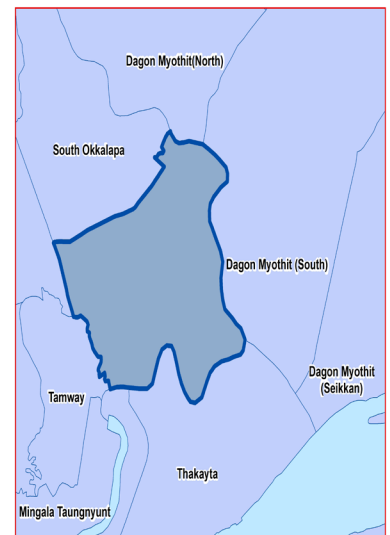 Dagon Myothit(North)
South Okkalapa
Dagon Myothit (South)
Dagon Myothit
(Seikkan)
Tamway
Thakayta
Mingala Taungnyunt